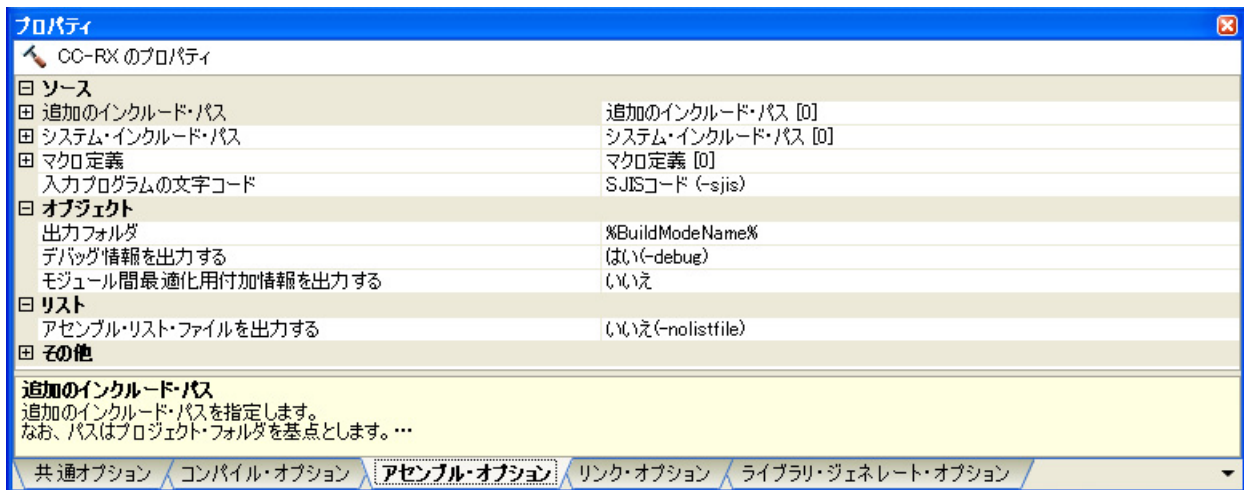 プロパティ
CC-RX のプロパティ
ソース
追加のインクルード・パス 追加のインクルード・パス [0]
システム・インクルード・パス システム・インクルード・パス [0]
マクロ定義 マクロ定義 [0]
入力プログラムの文字コード SJISコード (-sjis)
オブジェクト
出力フォルダ %BuildModeName%
デバッグ情報を出力する はい(-debug)
モジュール間最適化用付加情報を出力する いいえ
リスト
アセンブル・リスト・ファイルを出力する いいえ(-nolistfile)
その他
追加のインクルード・パス
追加のインクルード・パスを指定します。
なお、パスはプロジェクト・フォルダを基点とします。…
共通オプション コンパイル・オプション アセンブル・オプション リンク・オプション ライブラリ・ジェネレート・オプション